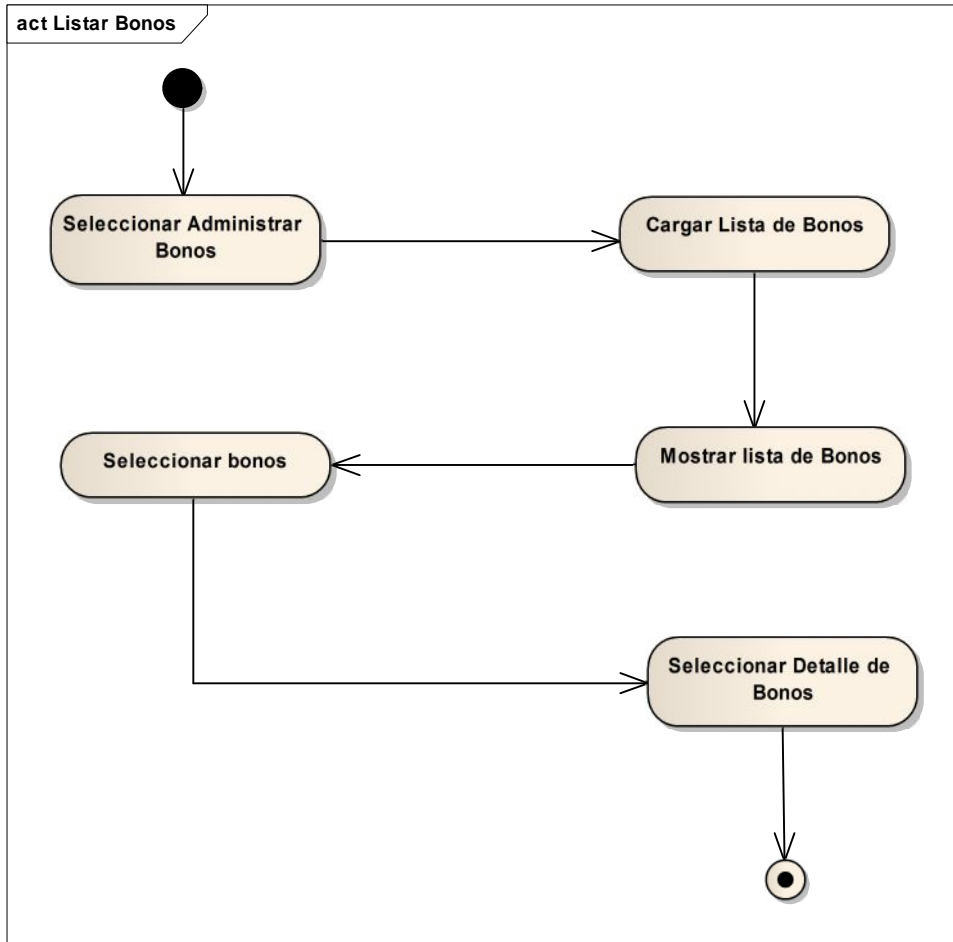 act Listar Bonos
Seleccionar Administrar
Bonos
Cargar Lista de Bonos
Mostrar lista de Bonos
Seleccionar bonos
Seleccionar Detalle de
Bonos